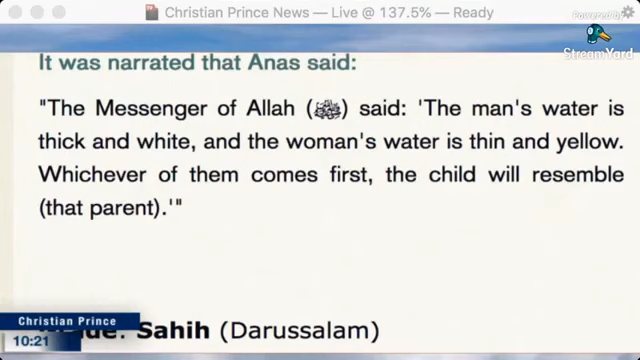 Christian Prince News — Live @ 137.5% — Ready
Powered by
StreamYard
It was narrated that Anas said:
"The Messenger of Allah (ﷺ) said: 'The man's water is
thick and white, and the woman's water is thin and yellow.
Whichever of them comes first, the child will resemble
(that parent).'"
Christian Prince
10:21
Sahih (Darussalam)